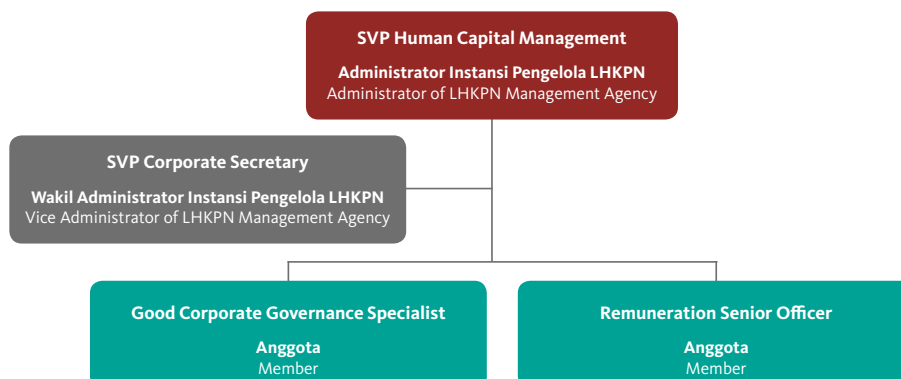 SVP Human Capital Management
Administrator Instansi Pengelola LHKPN
Administrator of LHKPN Management Agency
SVP Corporate Secretary
Wakil Administrator Instansi Pengelola LHKPN
Vice Administrator of LHKPN Management Agency
Good Corporate Governance Specialist
Anggota
Member
Remuneration Senior Officer
Anggota
Member